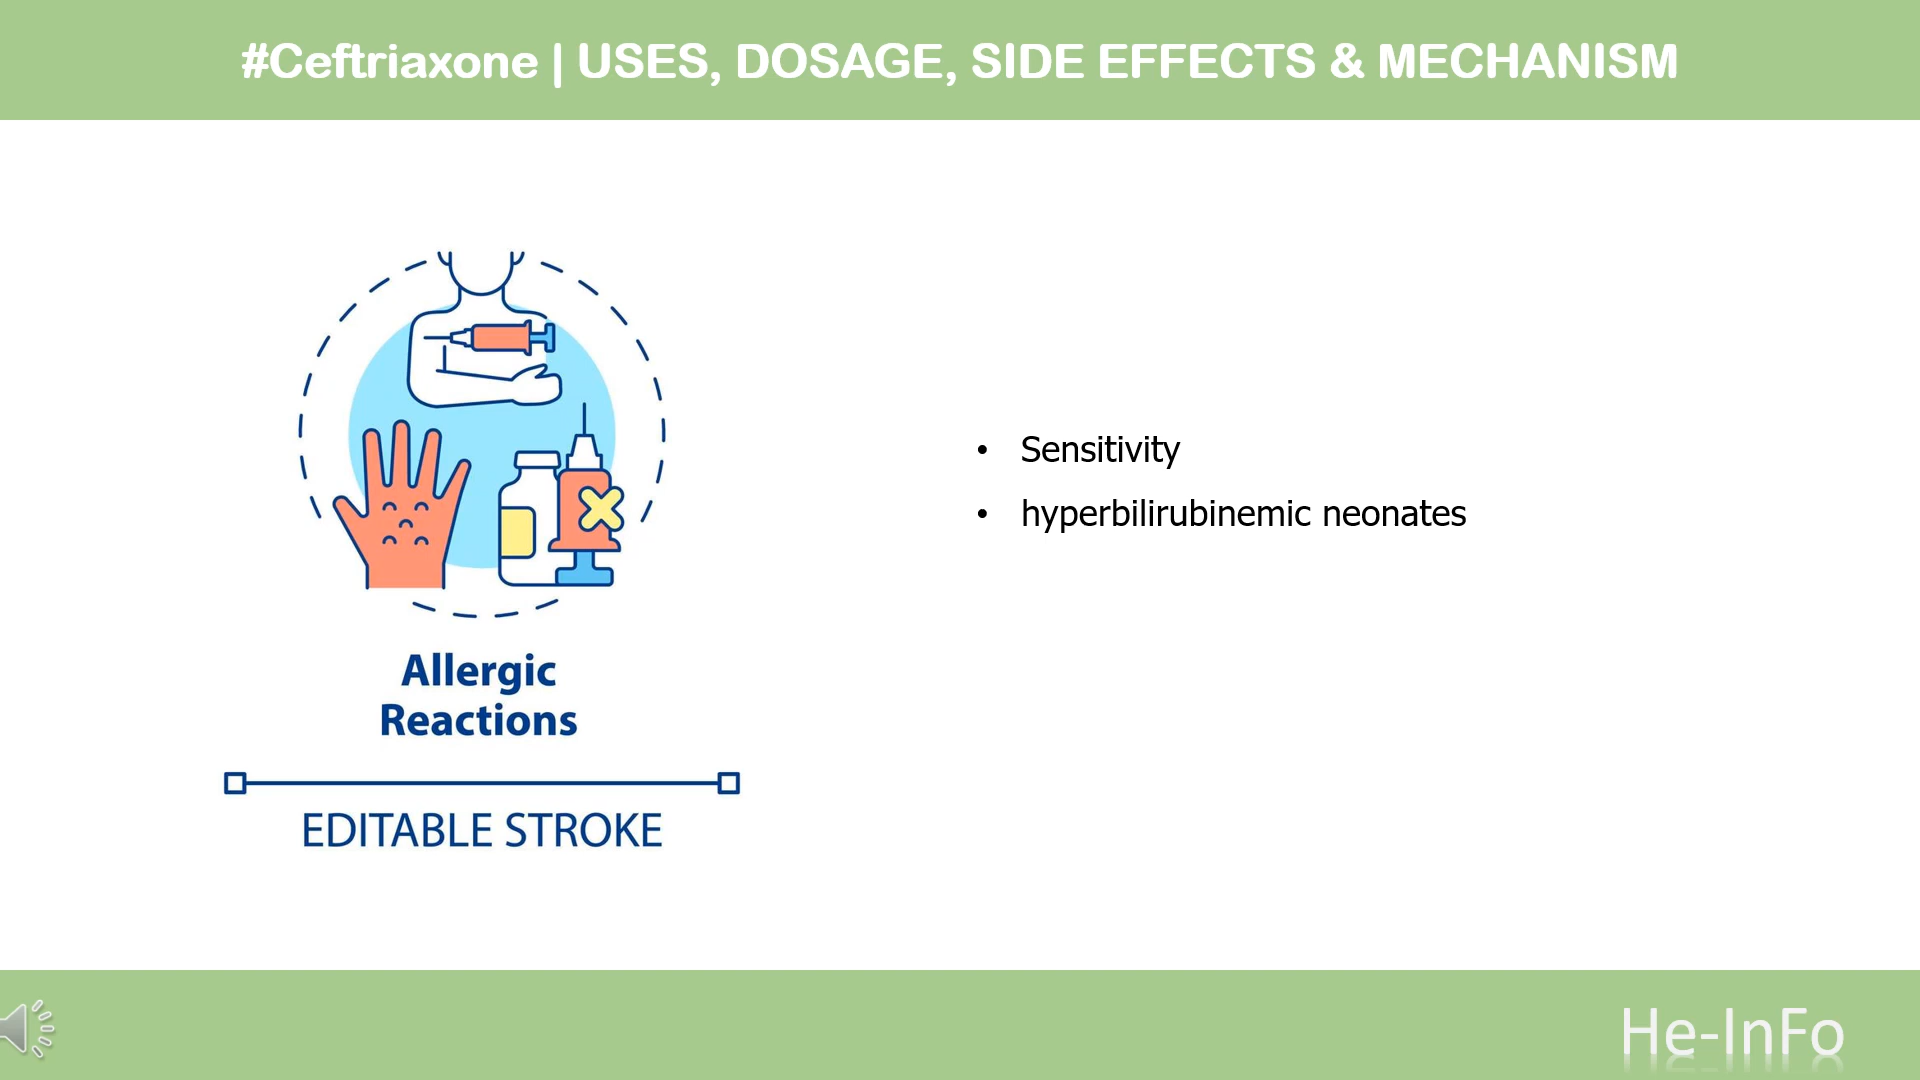 #Ceftriaxone | USES, DOSAGE, SIDE EFFECTS & MECHANISM
Allergic
Reactions
EDITABLE STROKE
• Sensitivity
• hyperbilirubinemic neonates
He-InFo